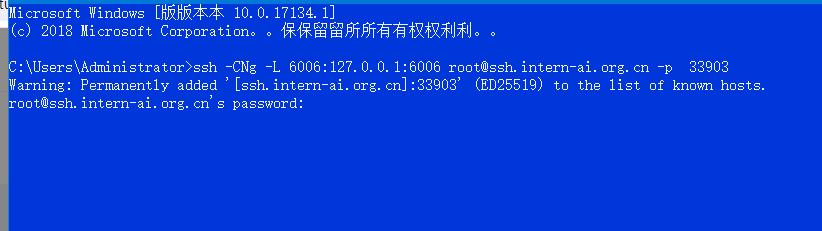 Microsoft Windows [版版本本 10.0.17134.1]
(c) 2018 Microsoft Corporation。。保保留留所所有有权权利利。。
C:\Users\Administrator>ssh -CNg -L 6006:127.0.0.1:6006 root@ssh.intern-ai.org.cn -p  33903
Warning: Permanently added '[ssh.intern-ai.org.cn]:33903' (ED25519) to the list of known hosts.
root@ssh.intern-ai.org.cn's password: